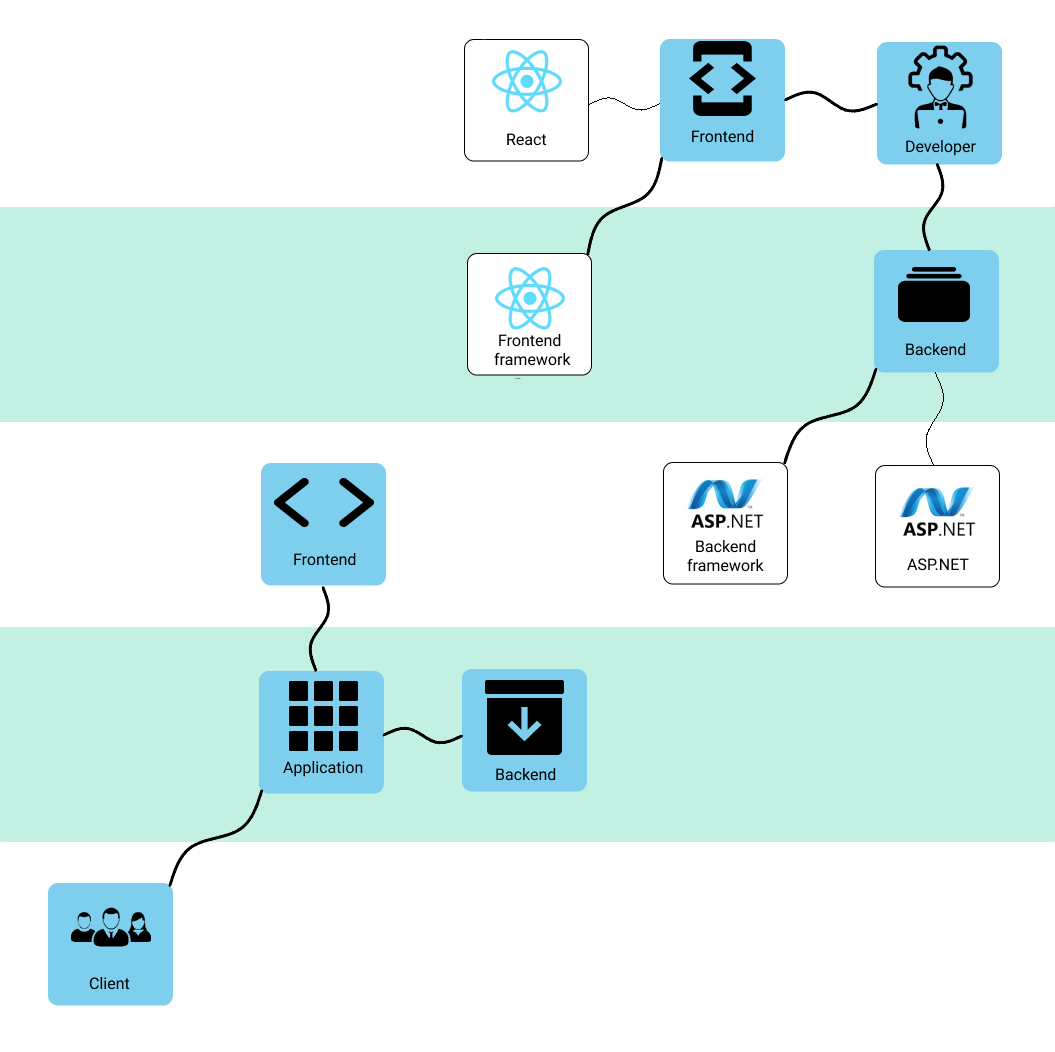 React
Frontend
Developer
Frontend
framework
Backend
ASP.NET
Backend
framework
ASP.NET
ASP.NET
Frontend
Application
Backend
Client